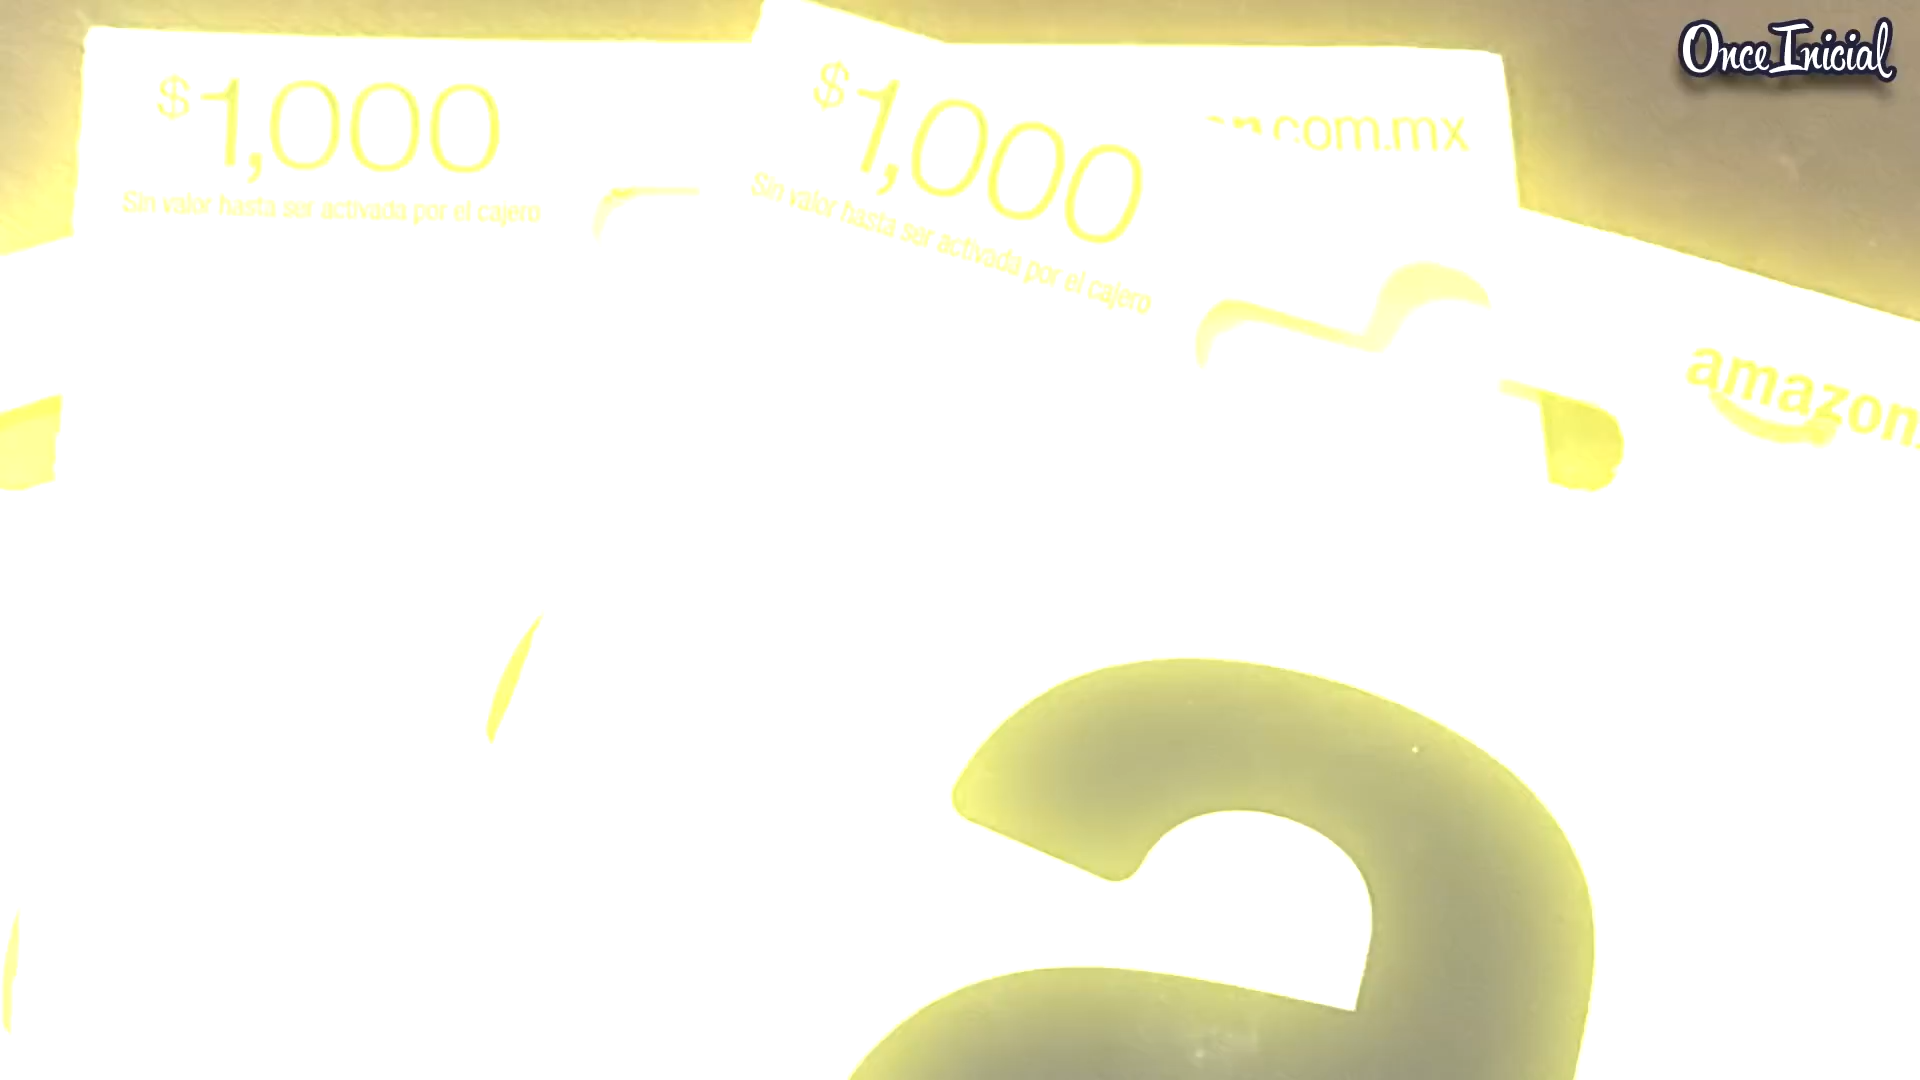 OnceInicial
$1,000
Sin valor hasta ser activada por el cajero
$1,000
Sin valor hasta ser activada por el cajero
.com.mx
amazon.
a